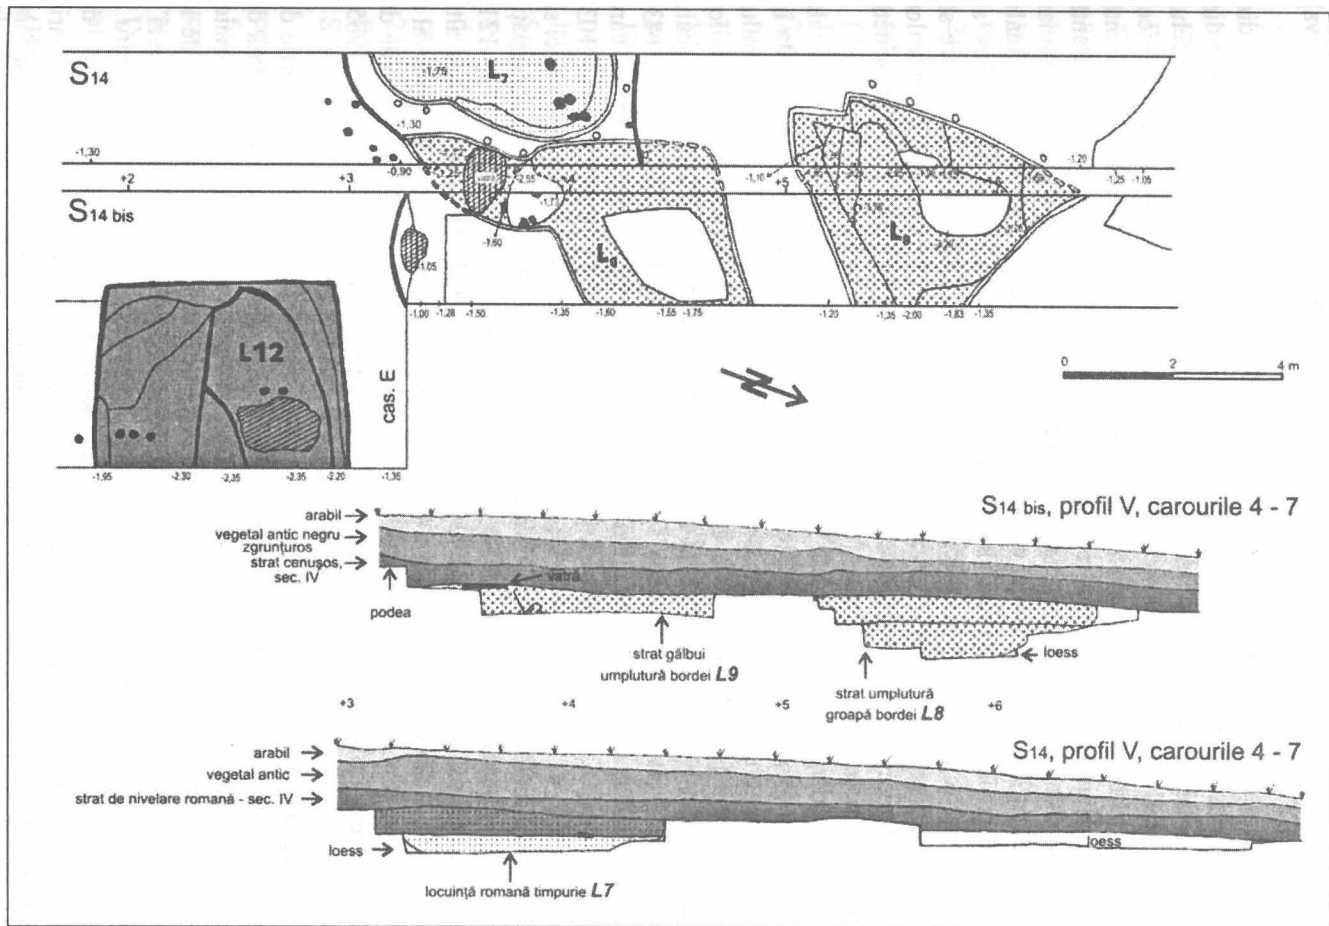 S14
L7
-1,75
-1,30
-1,30
-0,90
-1,25
-2,55
+2
+3
-1,10
+5
-1,20
-1,25
-1,05
S14 bis
-1,75
-1,60
L9
L8
-1.05
-1,00
-1,28
-1,50
-1,35
-1,60
-1,55
-1,75
-1,20
-1,35
-2,00
-1,83
-1,35
L12
cas. E
0
2
4 m
-1,95
-2,30
-2,35
-2,35
-2,20
-1,35
S14 bis, profil V, carourile 4 - 7
arabil
vegetal antic negru
zgrunțuros
strat cenușos,
sec. IV
vatră
podea
strat gălbui
umplutură bordei L9
loess
strat umplutură
groapă bordei L8
+3
+4
+5
+6
S14, profil V, carourile 4 - 7
arabil
vegetal antic
strat de nivelare romană - sec. IV
loess
loess
locuință romană timpurie L7